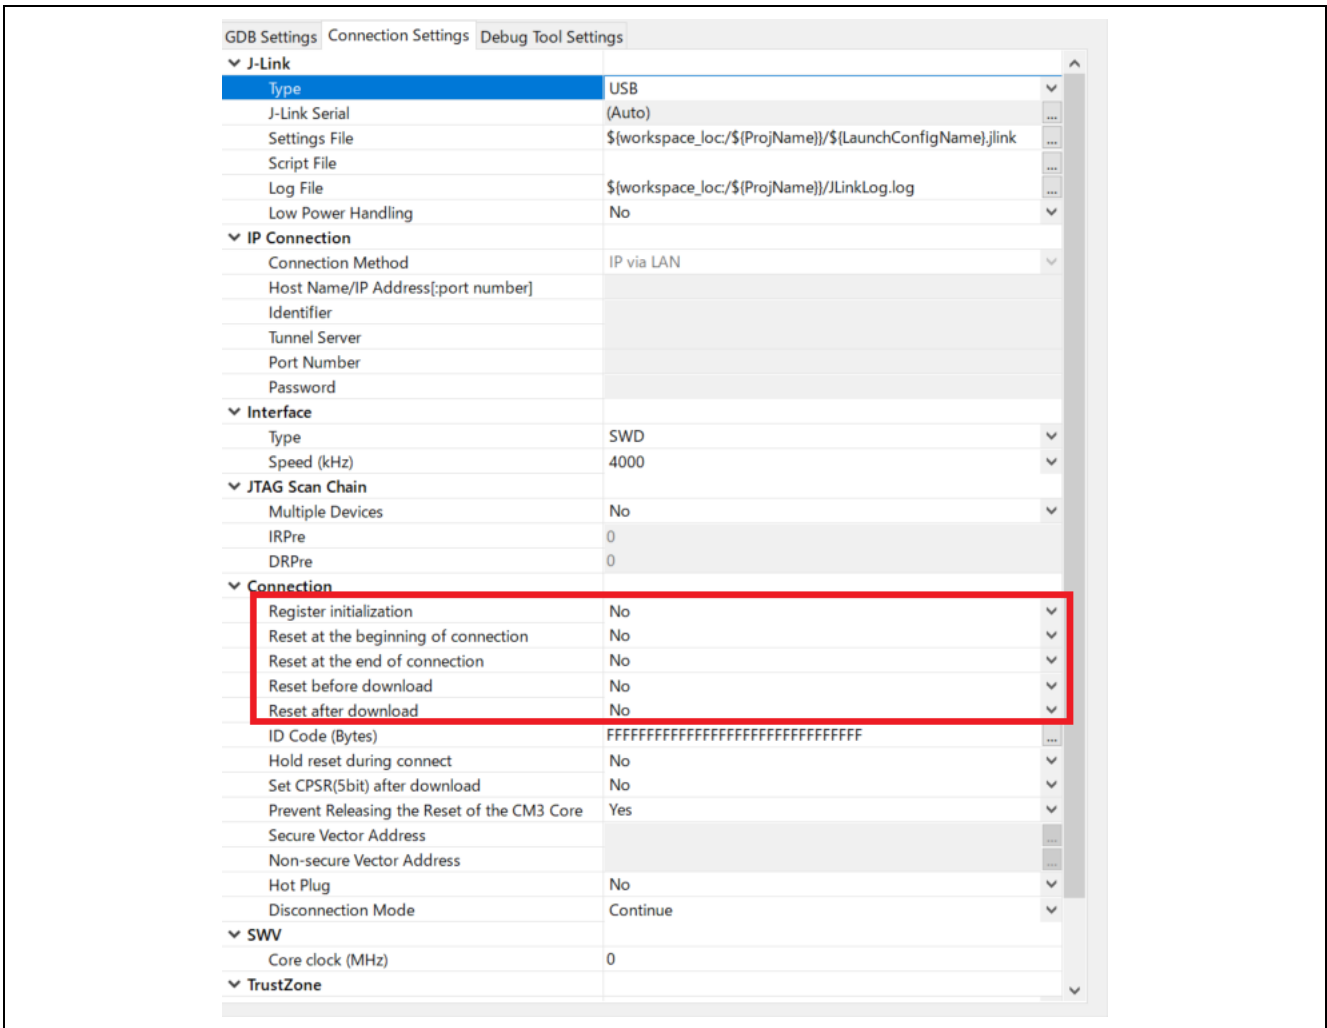 GDB Settings Connection Settings Debug Tool Settings
J-Link
Type USB
J-Link Serial (Auto)
Settings File ${workspace_loc:/${ProjName}}/${LaunchConfigName}.jlink
Script File
Log File ${workspace_loc:/${ProjName}}/JLinkLog.log
Low Power Handling No
IP Connection
Connection Method IP via LAN
Host Name/IP Address[:port number]
Identifier
Tunnel Server
Port Number
Password
Interface
Type SWD
Speed (kHz) 4000
JTAG Scan Chain
Multiple Devices No
IRPre 0
DRPre 0
Connection
Register initialization No
Reset at the beginning of connection No
Reset at the end of connection No
Reset before download No
Reset after download No
ID Code (Bytes) FFFFFFFFFFFFFFFFFFFFFFFFFFFFFFFF
Hold reset during connect No
Set CPSR(5bit) after download No
Prevent Releasing the Reset of the CM3 Core Yes
Secure Vector Address
Non-secure Vector Address
Hot Plug No
Disconnection Mode Continue
SWV
Core clock (MHz) 0
TrustZone